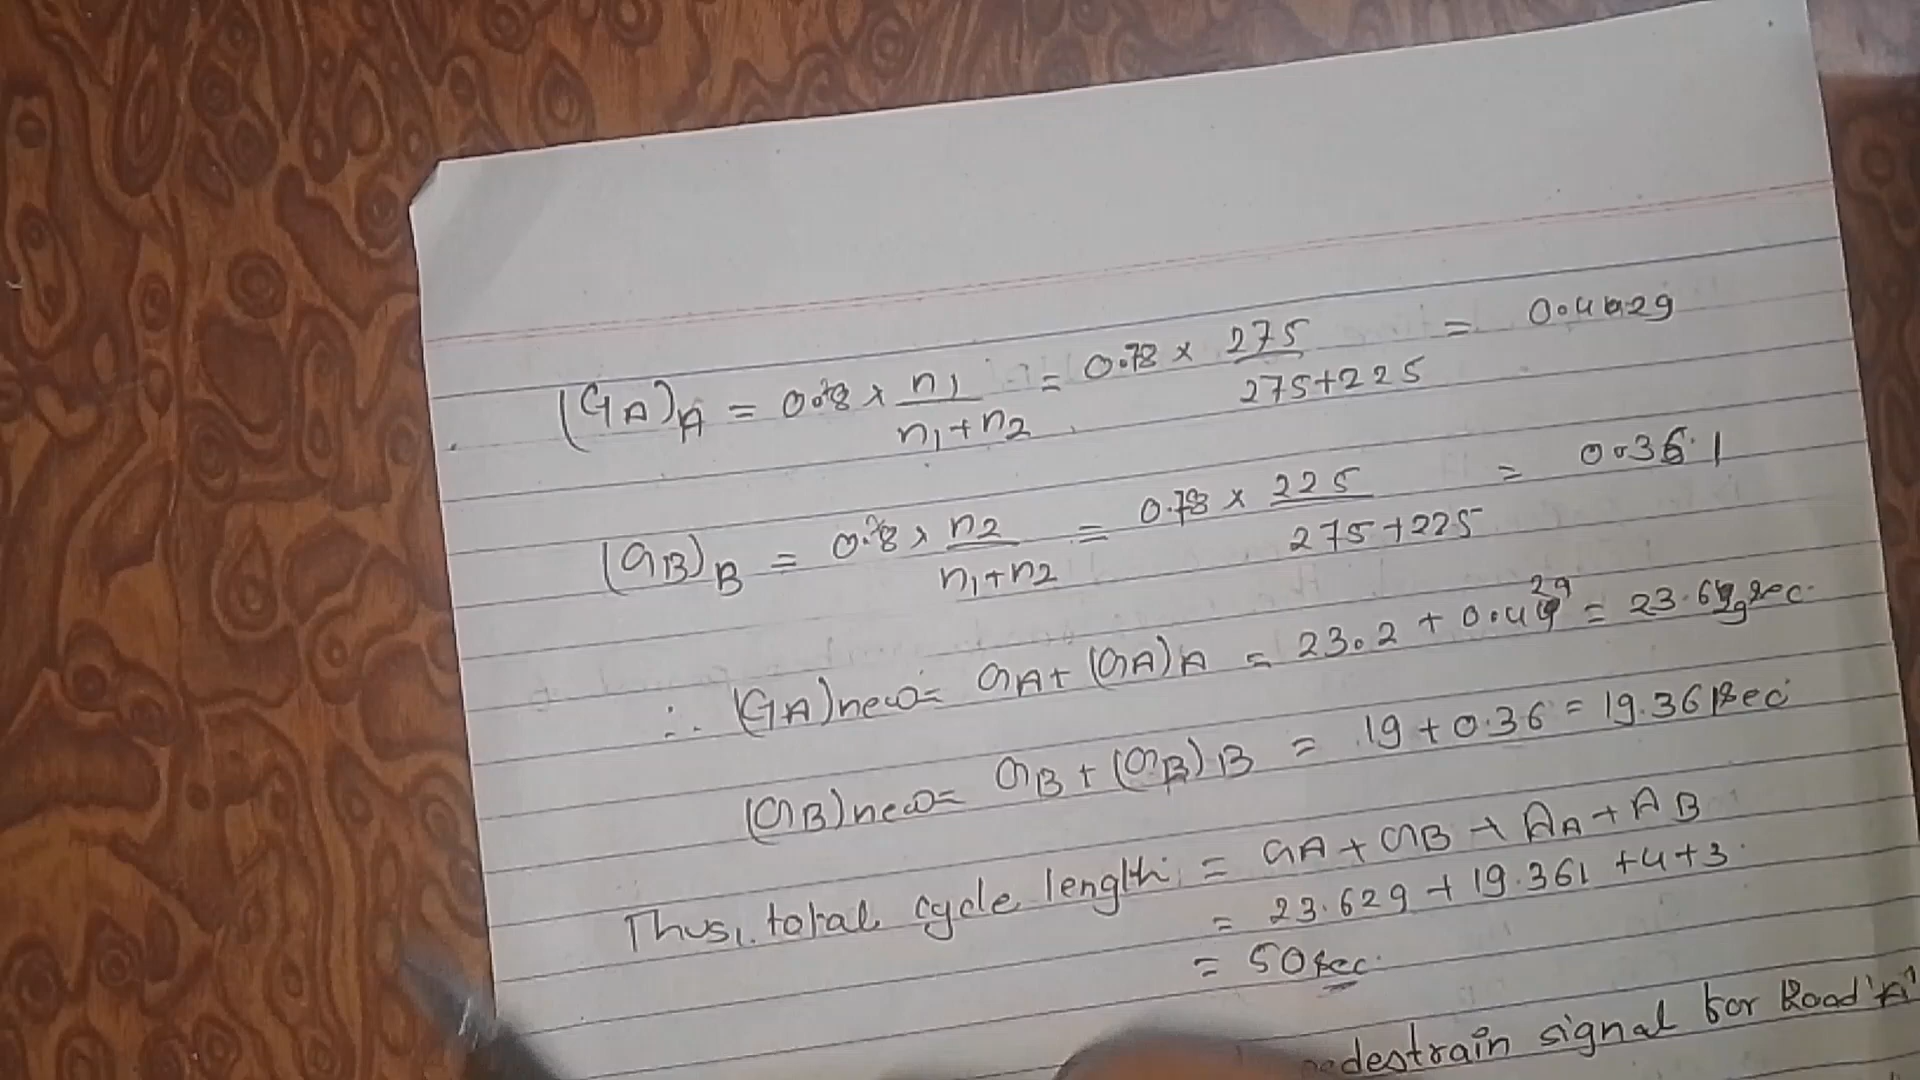 (GA)A = 0.78 x n1/(n1+n2) = 0.78 x 275/(275+225) = 0.429
(GB)B = 0.78 x n2/(n1+n2) = 0.78 x 225/(275+225) = 0.361
∴ (GA)new = GA + (GA)A = 23.2 + 0.429 = 23.629 sec.
(GB)new = GB + (GB)B = 19 + 0.36 = 19.361 sec
Thus, total cycle length = GA + GB + AA + AB
= 23.629 + 19.361 + 4 + 3
= 50 sec.
pedestrain signal for Road 'A'